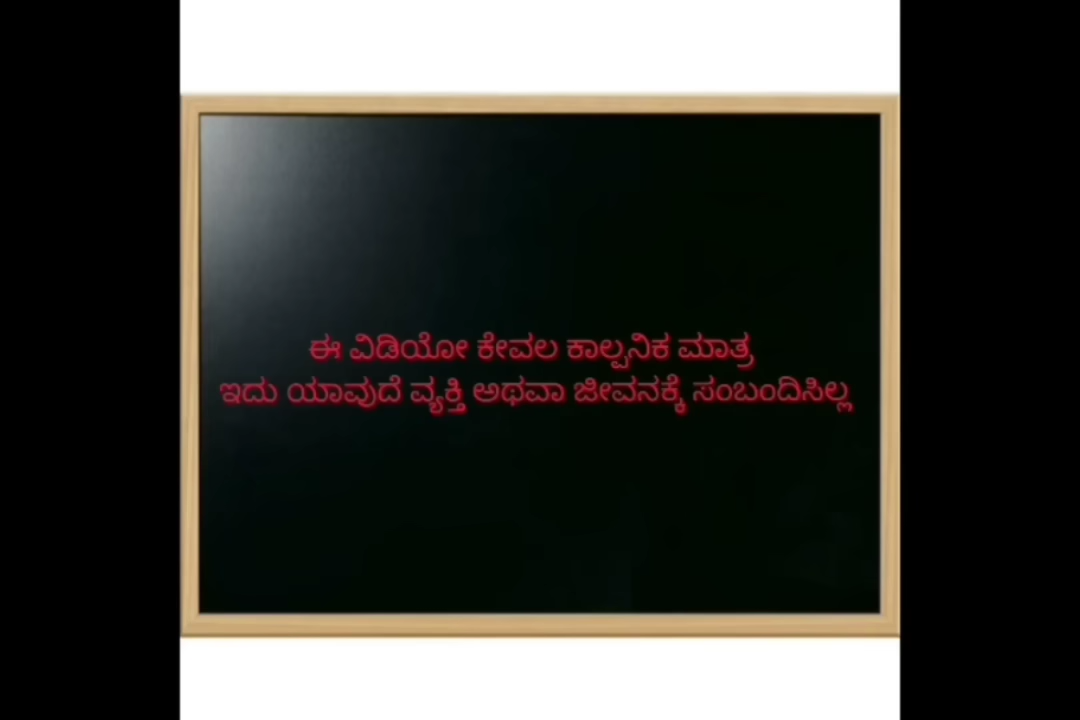 ಈ ವಿಡಿಯೋ ಕೇವಲ ಕಾಲ್ಪನಿಕ ಮಾತ್ರ
ಇದು ಯಾವುದೆ ವ್ಯಕ್ತಿ ಅಥವಾ ಜೀವನಕ್ಕೆ ಸಂಬಂದಿಸಿಲ್ಲ